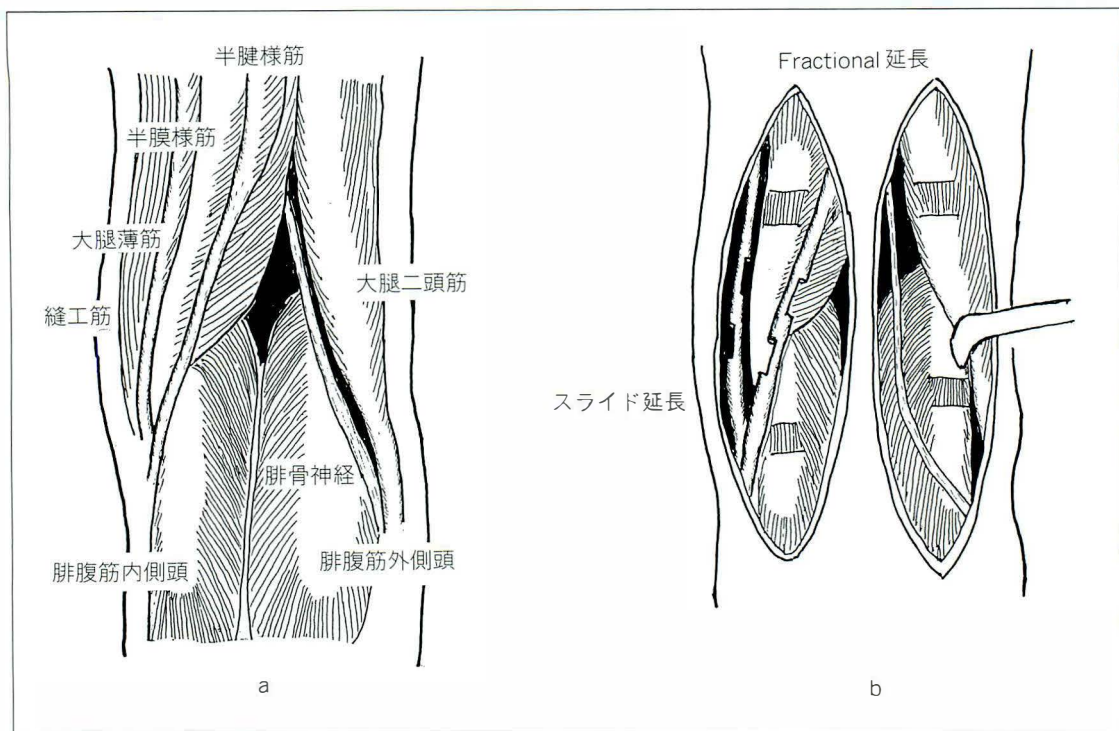 半腱様筋
半膜様筋
大腿薄筋
縫工筋
大腿二頭筋
腓骨神経
腓腹筋内側頭
腓腹筋外側頭
a
Fractional 延長
スライド延長
b